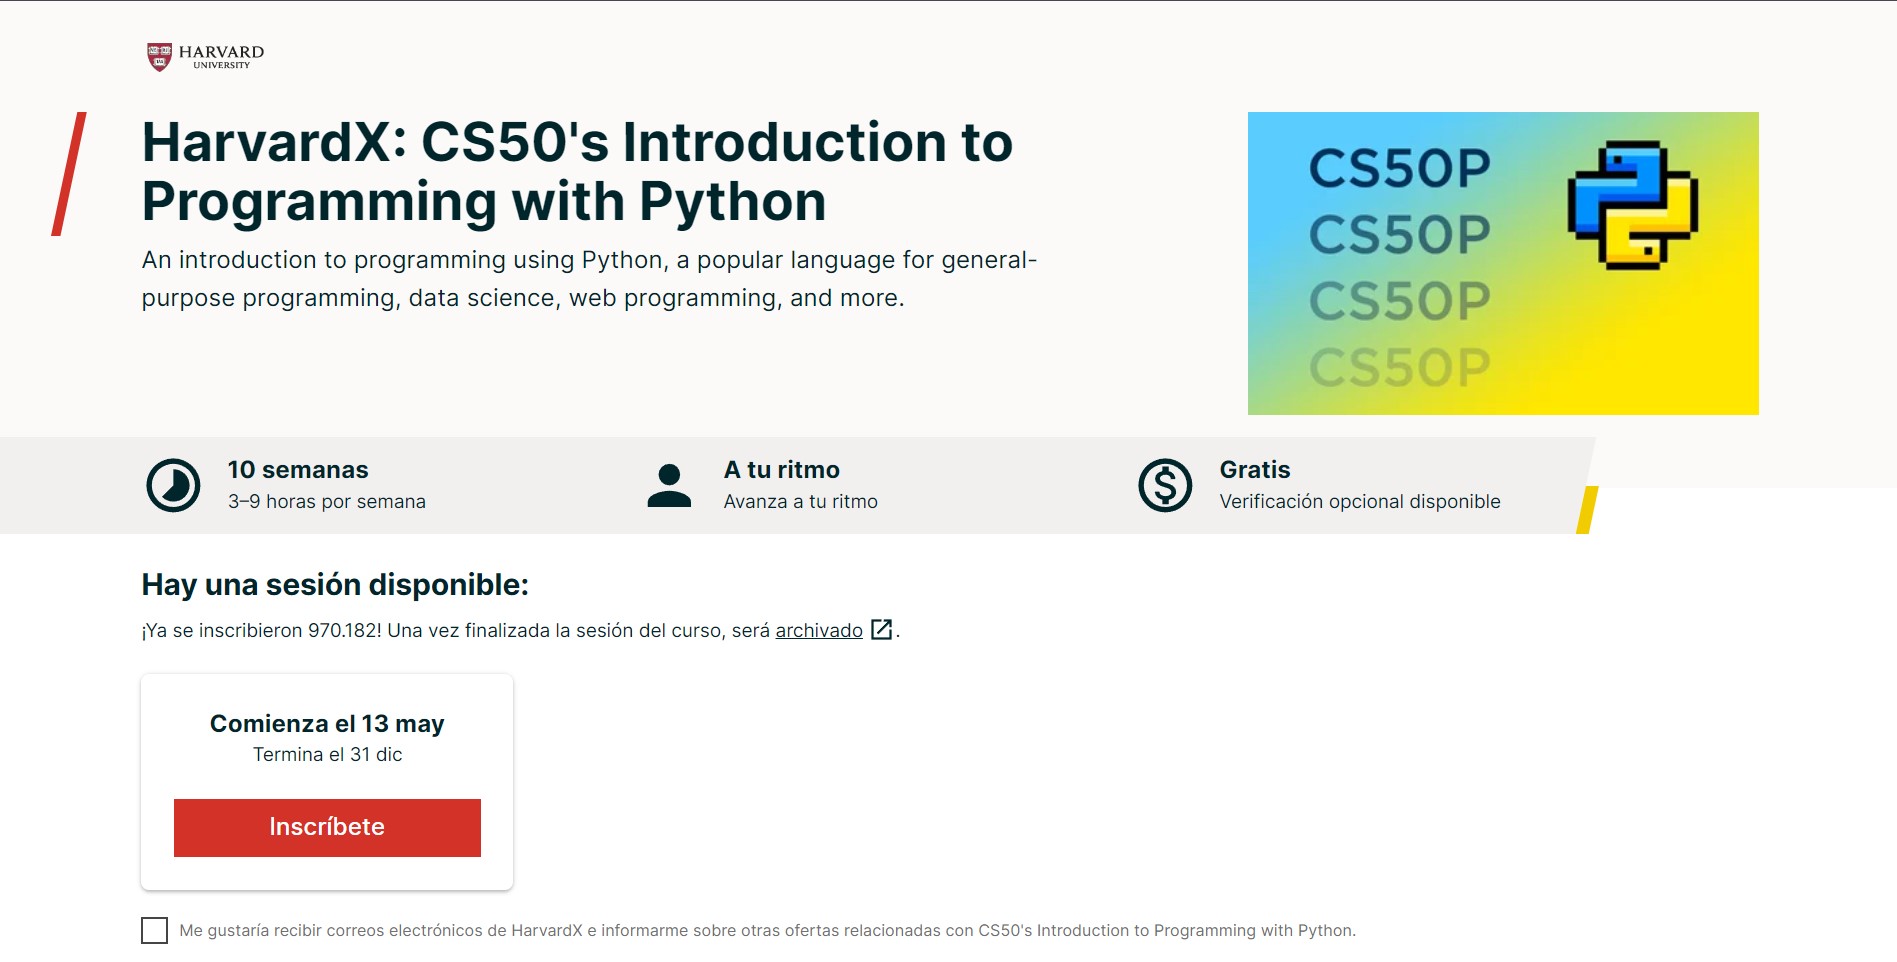 HARVARD
UNIVERSITY
HarvardX: CS50's Introduction to
Programming with Python
An introduction to programming using Python, a popular language for general-
purpose programming, data science, web programming, and more.
CS50P
CS50P
CS50P
CS50P
10 semanas
3–9 horas por semana
A tu ritmo
Avanza a tu ritmo
Gratis
Verificación opcional disponible
Hay una sesión disponible:
¡Ya se inscribieron 970.182! Una vez finalizada la sesión del curso, será archivado.
Comienza el 13 may
Termina el 31 dic
Inscríbete
Me gustaría recibir correos electrónicos de HarvardX e informarme sobre otras ofertas relacionadas con CS50's Introduction to Programming with Python.